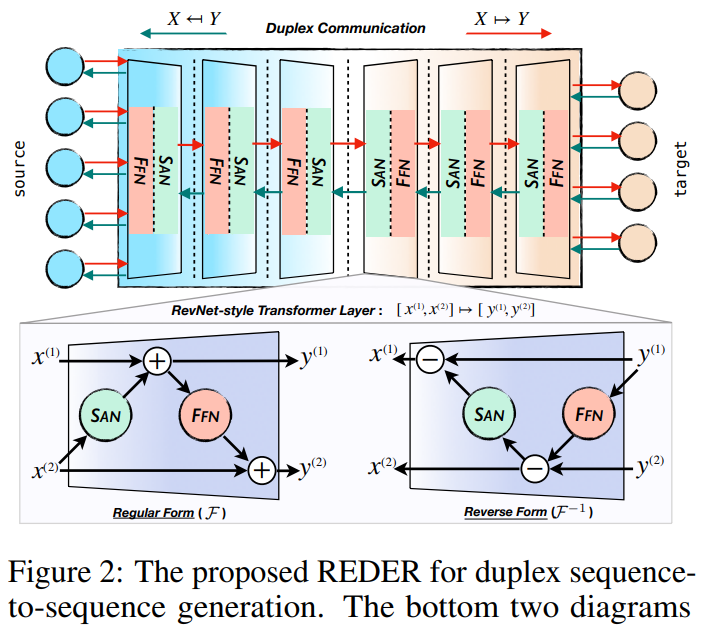 X ↤ Y
Duplex Communication
X ↦ Y
source
FFN SAN
FFN SAN
FFN SAN
SAN FFN
SAN FFN
SAN FFN
target
RevNet-style Transformer Layer : [ x(1), x(2)] ↦ [ y(1), y(2)]
x(1)
+
y(1)
SAN
FFN
x(2)
+
y(2)
Regular Form ( F )
x(1)
−
y(1)
SAN
FFN
x(2)
−
y(2)
Reverse Form (F−1 )
Figure 2: The proposed REDER for duplex sequence-
to-sequence generation. The bottom two diagrams